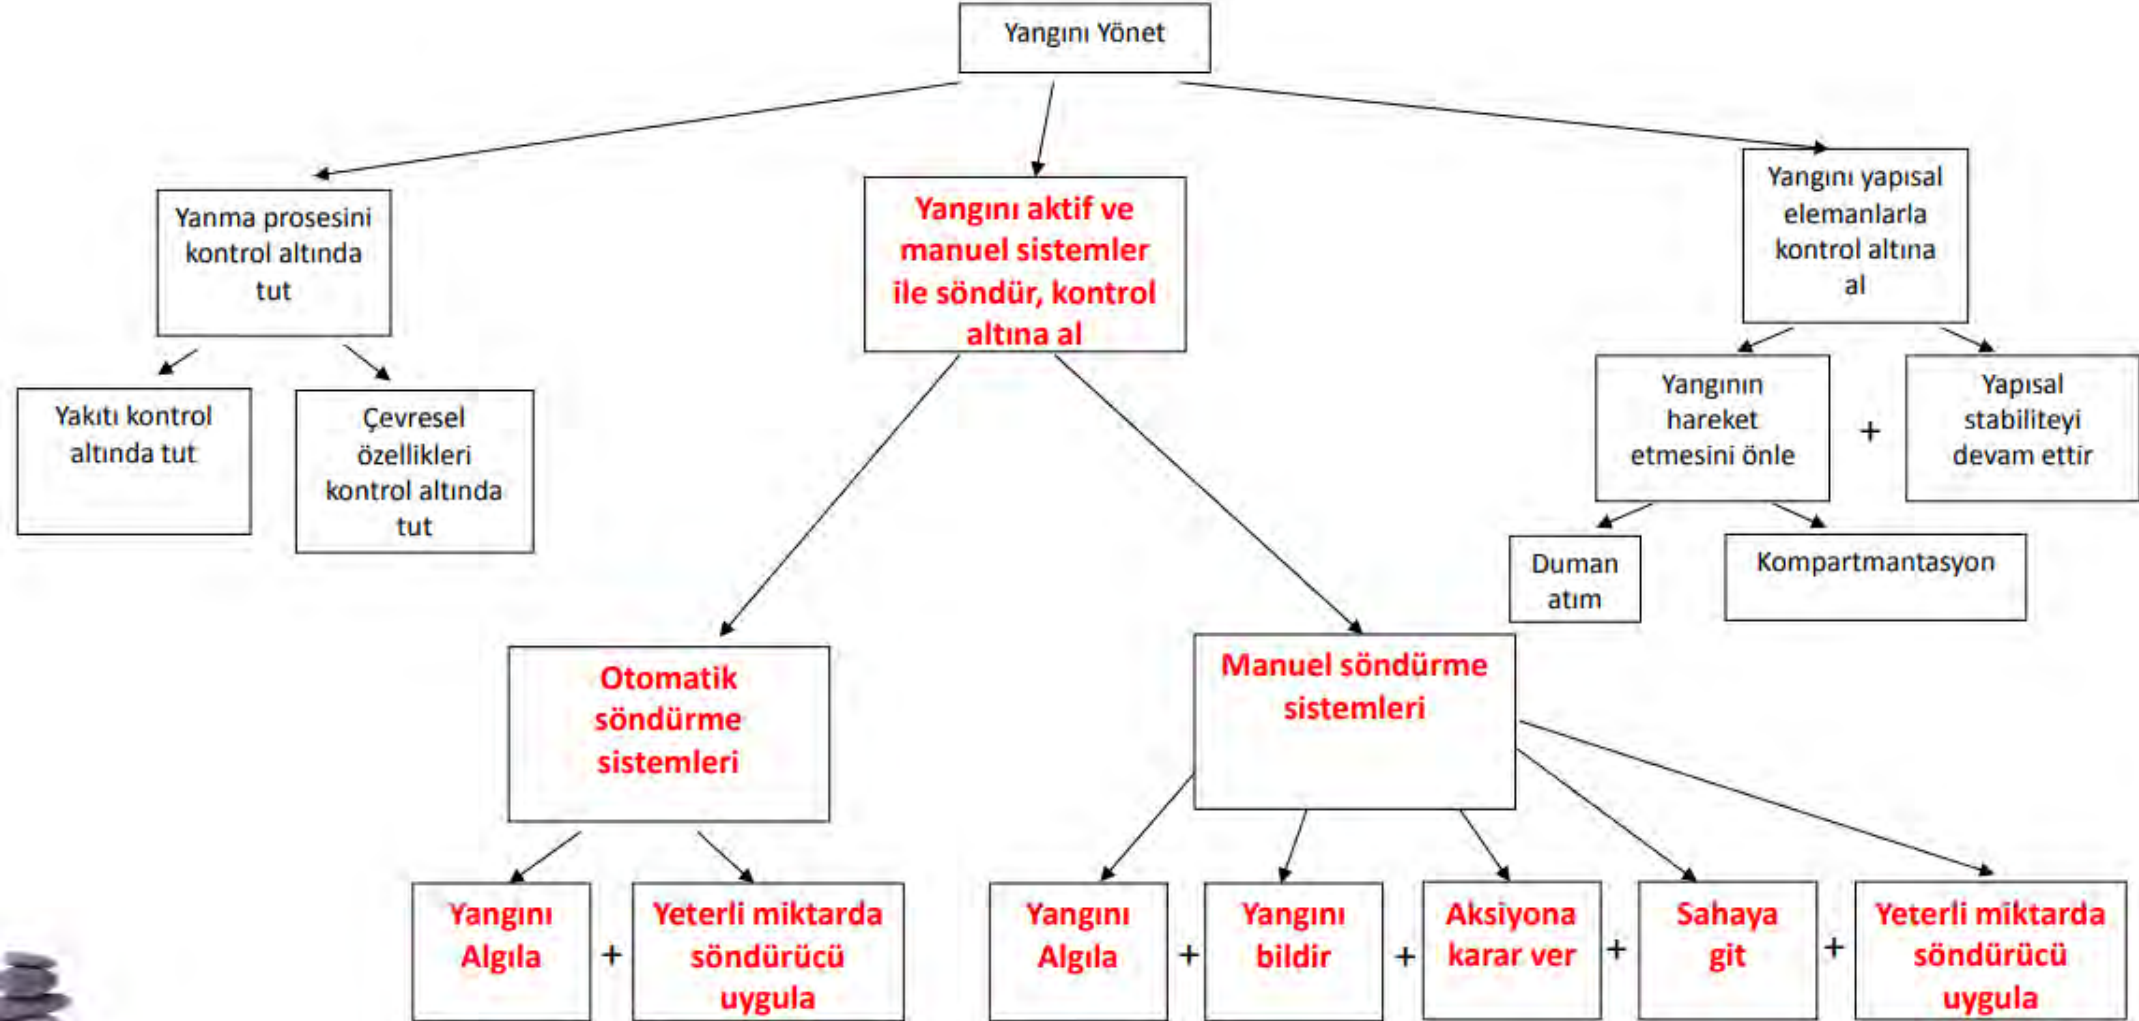 Yangını Yönet
Yanma prosesini
kontrol altında
tut
Yangını aktif ve
manuel sistemler
ile söndür, kontrol
altına al
Yangını yapısal
elemanlarla
kontrol altına
al
Yakıtı kontrol
altında tut
Çevresel
özellikleri
kontrol altında
tut
Yangının
hareket
etmesini önle
+
Yapısal
stabiliteyi
devam ettir
Duman
atım
Kompartmantasyon
Otomatik
söndürme
sistemleri
Manuel söndürme
sistemleri
Yangını
Algıla
+
Yeterli miktarda
söndürücü
uygula
Yangını
Algıla
+
Yangını
bildir
+
Aksiyona
karar ver
+
Sahaya
git
+
Yeterli miktarda
söndürücü
uygula